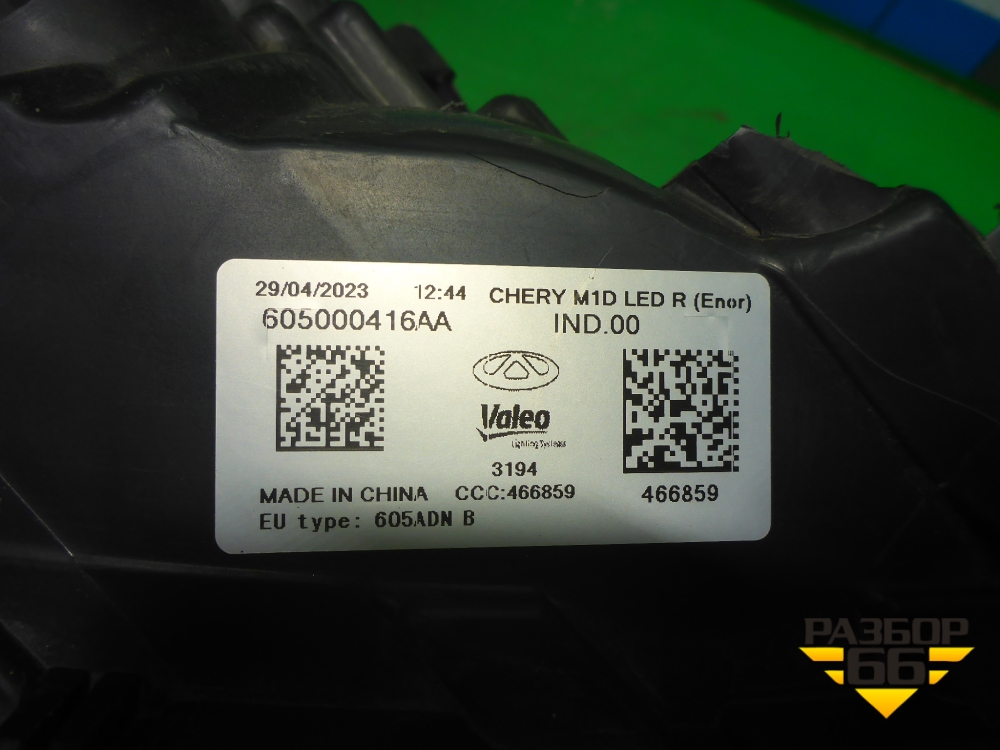 29/04/2023 12:44 CHERY M1D LED R (Enor)
605000416AA IND.00
Valeo
Lighting Systems
3194
MADE IN CHINA CCC:466859 466859
EU type: 605ADN B
РАЗБОР
66